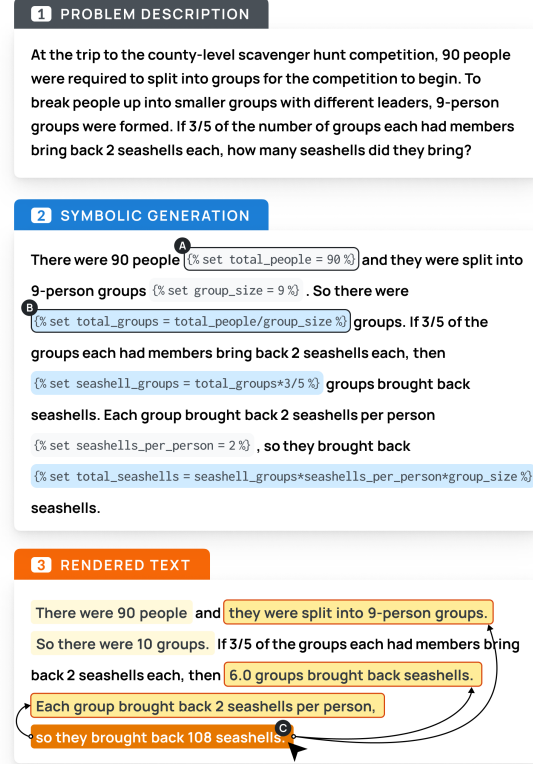 1 PROBLEM DESCRIPTION
At the trip to the county-level scavenger hunt competition, 90 people
were required to split into groups for the competition to begin. To
break people up into smaller groups with different leaders, 9-person
groups were formed. If 3/5 of the number of groups each had members
bring back 2 seashells each, how many seashells did they bring?
2 SYMBOLIC GENERATION
A
There were 90 people {% set total_people = 90 %} and they were split into
9-person groups {% set group_size = 9 %} . So there were
B
{% set total_groups = total_people/group_size %} groups. If 3/5 of the
groups each had members bring back 2 seashells each, then
{% set seashell_groups = total_groups*3/5 %} groups brought back
seashells. Each group brought back 2 seashells per person
{% set seashells_per_person = 2 %} , so they brought back
{% set total_seashells = seashell_groups*seashells_per_person*group_size %}
seashells.
3 RENDERED TEXT
There were 90 people and they were split into 9-person groups.
So there were 10 groups. If 3/5 of the groups each had members bring
back 2 seashells each, then 6.0 groups brought back seashells.
Each group brought back 2 seashells per person,
C
so they brought back 108 seashells.